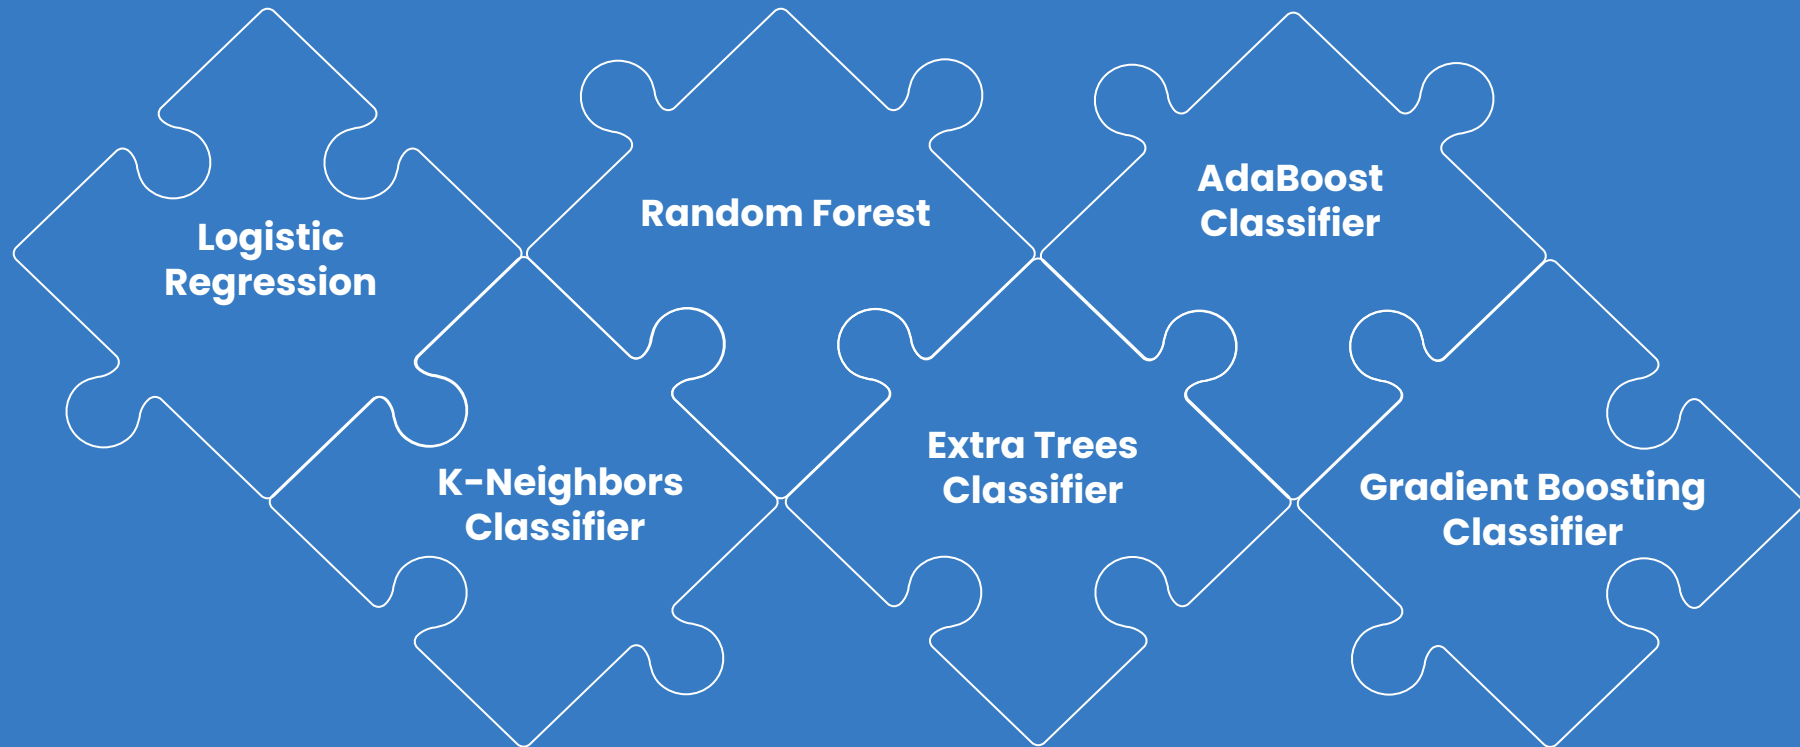 Logistic
Regression
Random Forest
AdaBoost
Classifier
K-Neighbors
Classifier
Extra Trees
Classifier
Gradient Boosting
Classifier